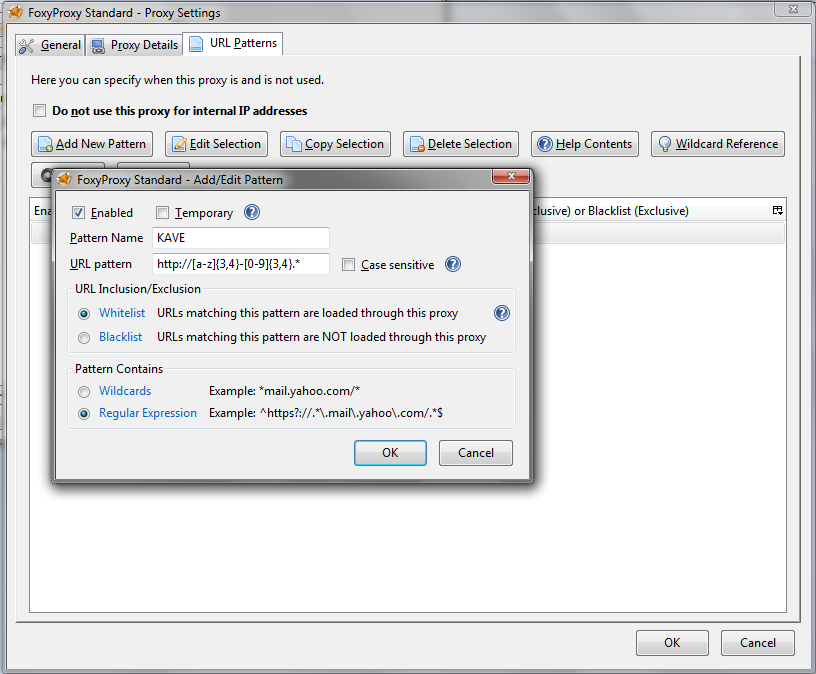 FoxyProxy Standard - Proxy Settings
General Proxy Details URL Patterns
Here you can specify when this proxy is and is not used.
Do not use this proxy for internal IP addresses
Add New Pattern Edit Selection Copy Selection Delete Selection Help Contents Wildcard Reference
FoxyProxy Standard - Add/Edit Pattern
Enabled Temporary
Pattern Name KAVE
URL pattern http://[a-z]{3,4}-[0-9]{3,4}.* Case sensitive
URL Inclusion/Exclusion
Whitelist URLs matching this pattern are loaded through this proxy
Blacklist URLs matching this pattern are NOT loaded through this proxy
Pattern Contains
Wildcards Example: *mail.yahoo.com/*
Regular Expression Example: ^https?://.*\.mail\.yahoo\.com/.*$
OK Cancel
or Blacklist (Exclusive)
OK Cancel